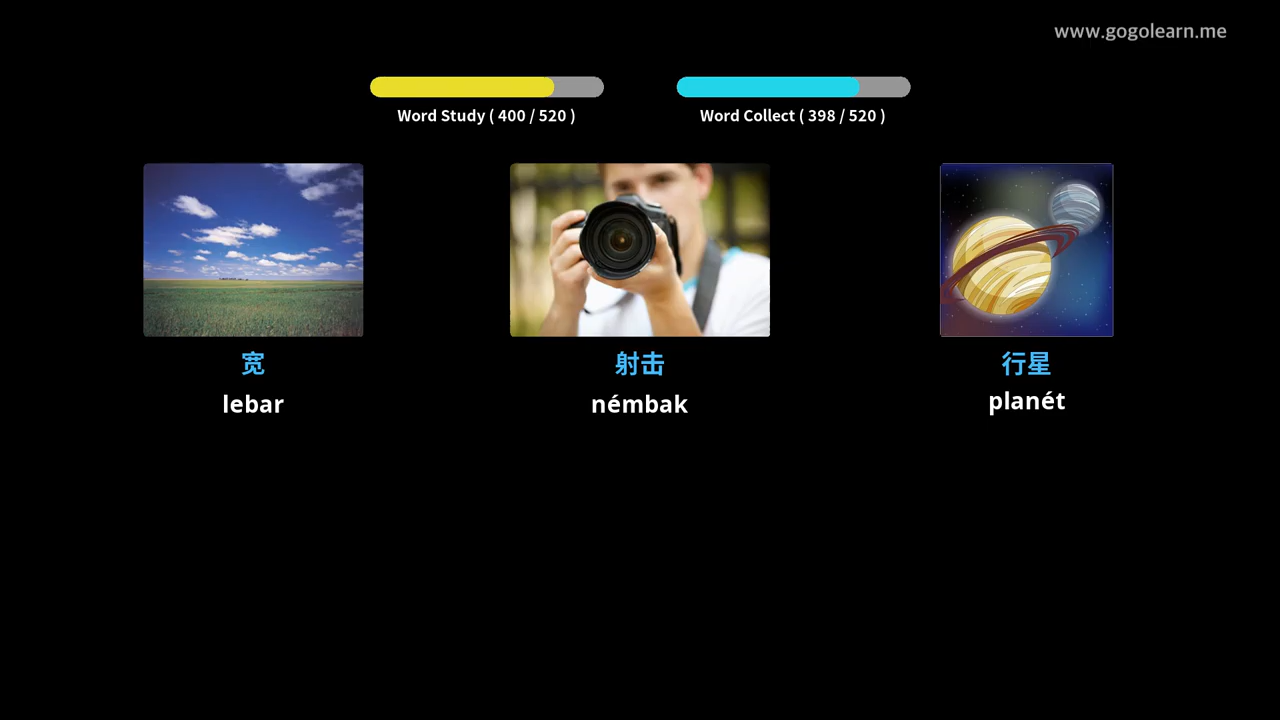 www.gogolearn.me
Word Study ( 400 / 520 )
Word Collect ( 398 / 520 )
宽
射击
行星
lebar
némbak
planét